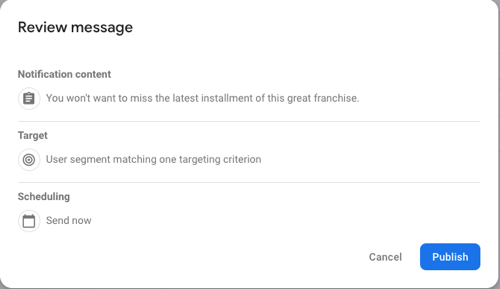 Review message
Notification content
You won't want to miss the latest installment of this great franchise.
Target
User segment matching one targeting criterion
Scheduling
Send now
Cancel
Publish